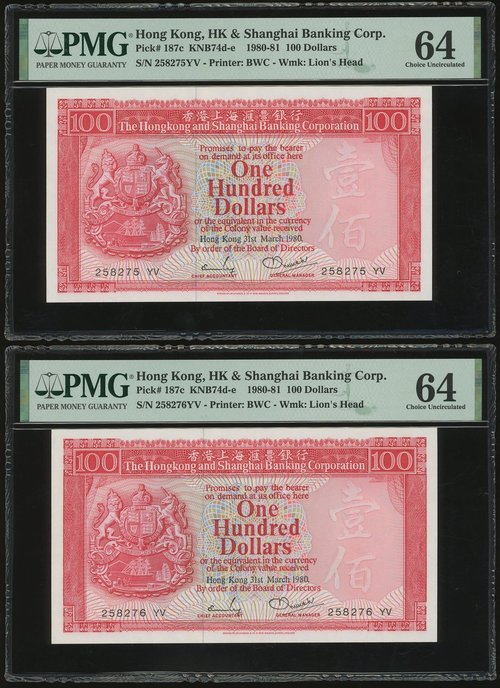 PMG Hong Kong, HK & Shanghai Banking Corp.
Pick# 187c KNB74d-e 1980-81 100 Dollars
PAPER MONEY GUARANTY
S/N 258275YV - Printer: BWC - Wmk: Lion's Head
64
Choice Uncirculated
100 香港上海滙豐銀行 100
The Hongkong and Shanghai Banking Corporation
Promises to pay the bearer
on demand at its office here
One
Hundred
Dollars
or the equivalent in the currency
of the Colony value received
Hong Kong 31st March 1980.
By order of the Board of Directors
壹佰
258275 YV
CHIEF ACCOUNTANT
GENERAL MANAGER
258275 YV
PMG Hong Kong, HK & Shanghai Banking Corp.
Pick# 187c KNB74d-e 1980-81 100 Dollars
PAPER MONEY GUARANTY
S/N 258276YV - Printer: BWC - Wmk: Lion's Head
64
Choice Uncirculated
100 香港上海滙豐銀行 100
The Hongkong and Shanghai Banking Corporation
Promises to pay the bearer
on demand at its office here
One
Hundred
Dollars
or the equivalent in the currency
of the Colony value received
Hong Kong 31st March 1980.
By order of the Board of Directors
壹佰
258276 YV
CHIEF ACCOUNTANT
GENERAL MANAGER
258276 YV